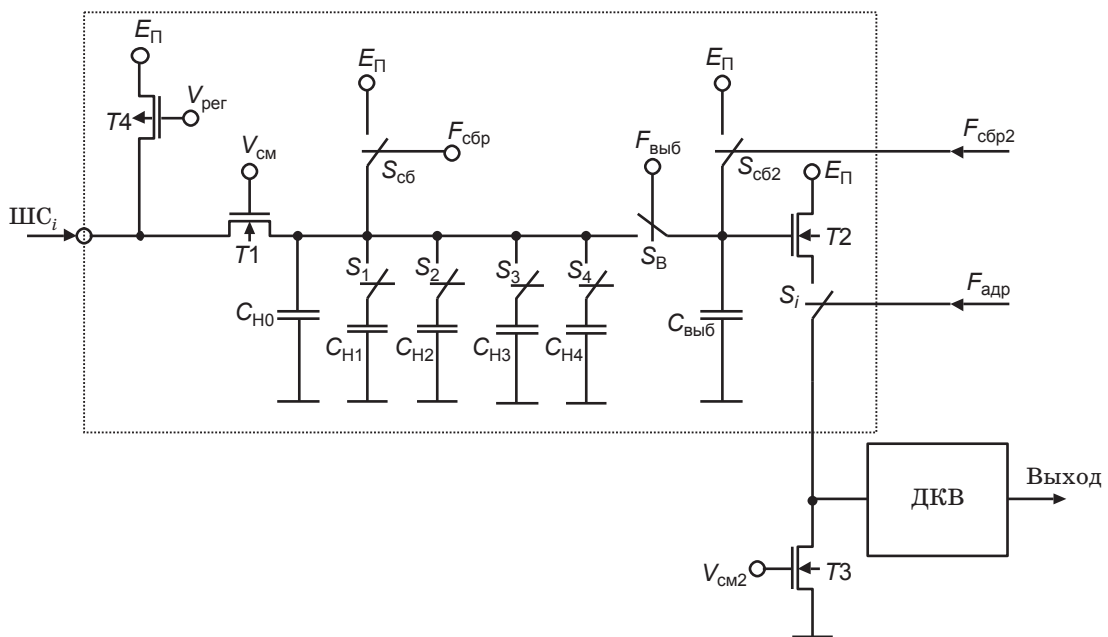 E_П
V_рег
T4
E_П
E_П
V_см
F_сбр
F_выб
F_сбр2
S_сб
S_сб2
E_П
ШС_i
T1
T2
S_В
S_1
S_2
S_3
S_4
S_i
F_адр
C_Н0
C_выб
C_Н1
C_Н2
C_Н3
C_Н4
Выход
ДКВ
V_см2
T3